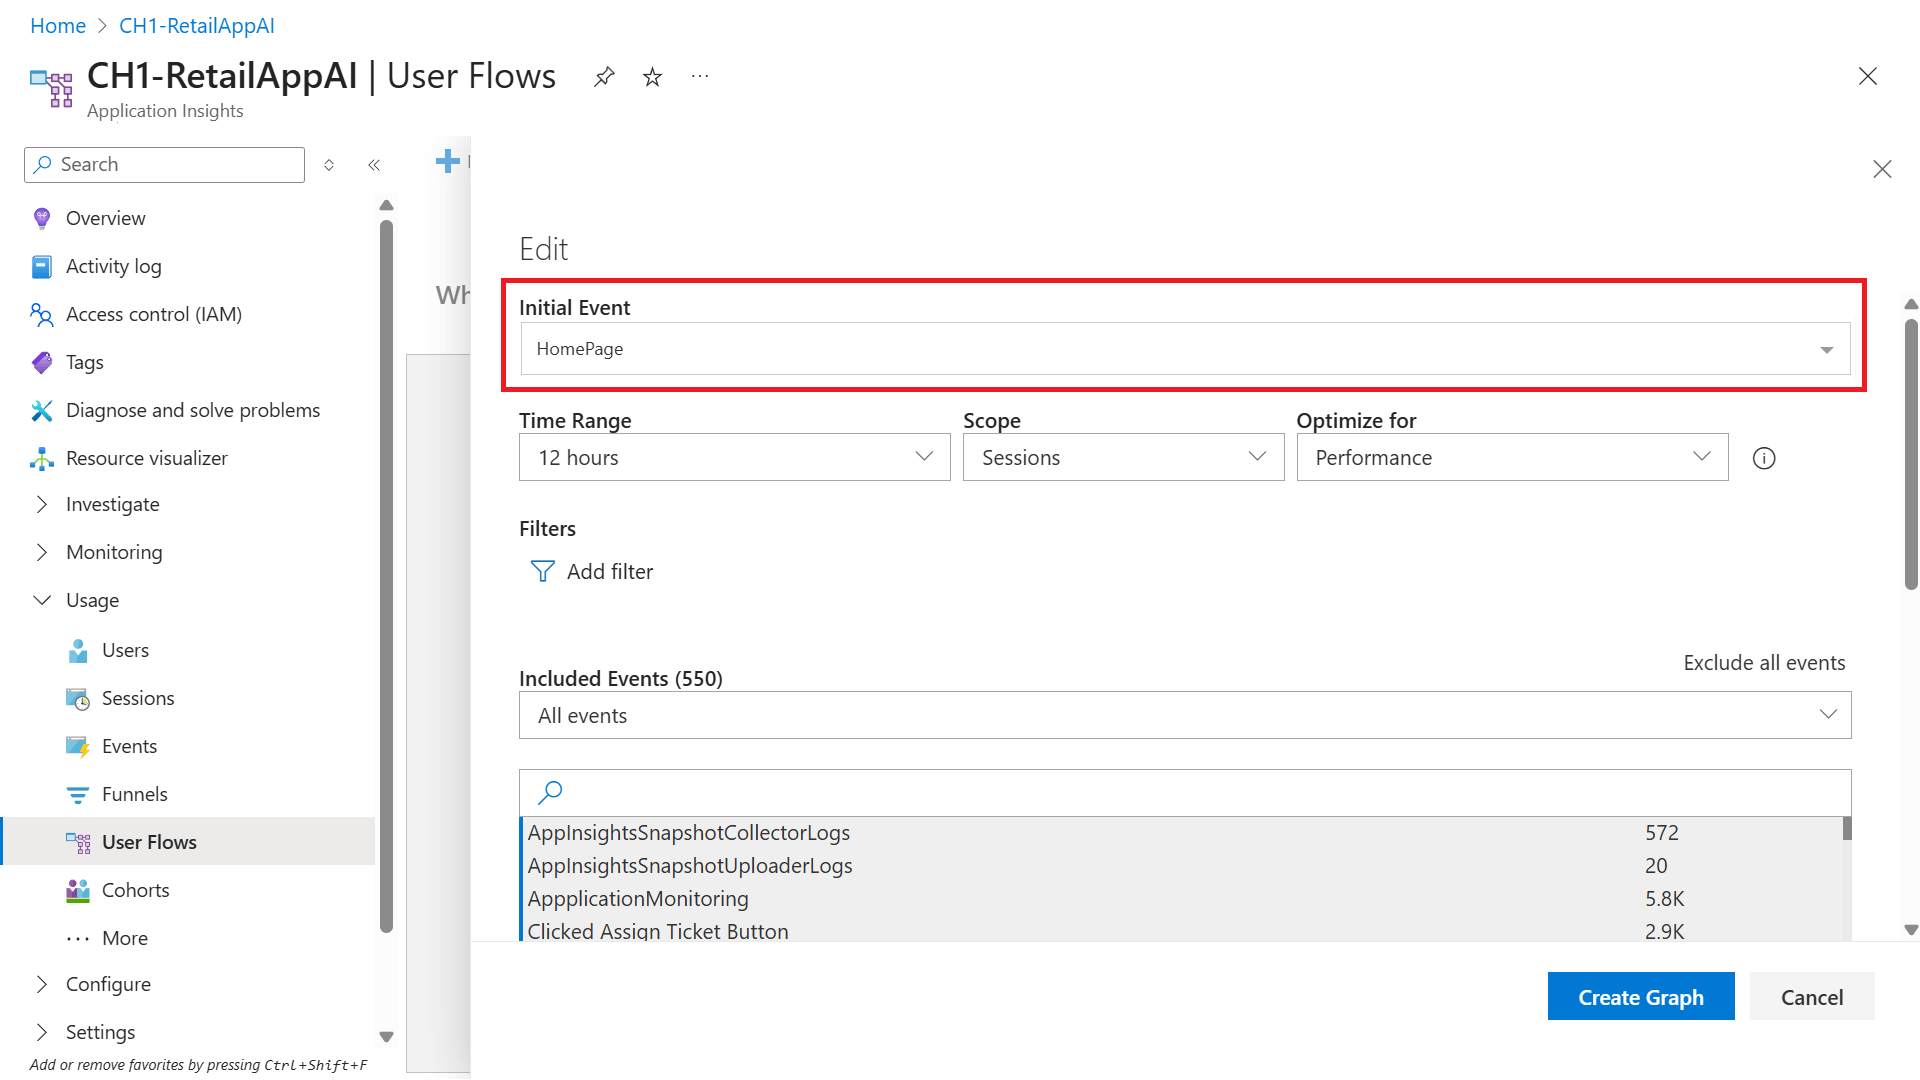 Home > CH1-RetailAppAI
CH1-RetailAppAI | User Flows
Application Insights
Search
Overview
Activity log
Access control (IAM)
Tags
Diagnose and solve problems
Resource visualizer
Investigate
Monitoring
Usage
Users
Sessions
Events
Funnels
User Flows
Cohorts
More
Configure
Settings
Add or remove favorites by pressing Ctrl+Shift+F
Wh
Edit
Initial Event
HomePage
Time Range
Scope
Optimize for
12 hours
Sessions
Performance
Filters
Add filter
Exclude all events
Included Events (550)
All events
AppInsightsSnapshotCollectorLogs 572
AppInsightsSnapshotUploaderLogs 20
AppplicationMonitoring 5.8K
Clicked Assign Ticket Button 2.9K
Create Graph
Cancel